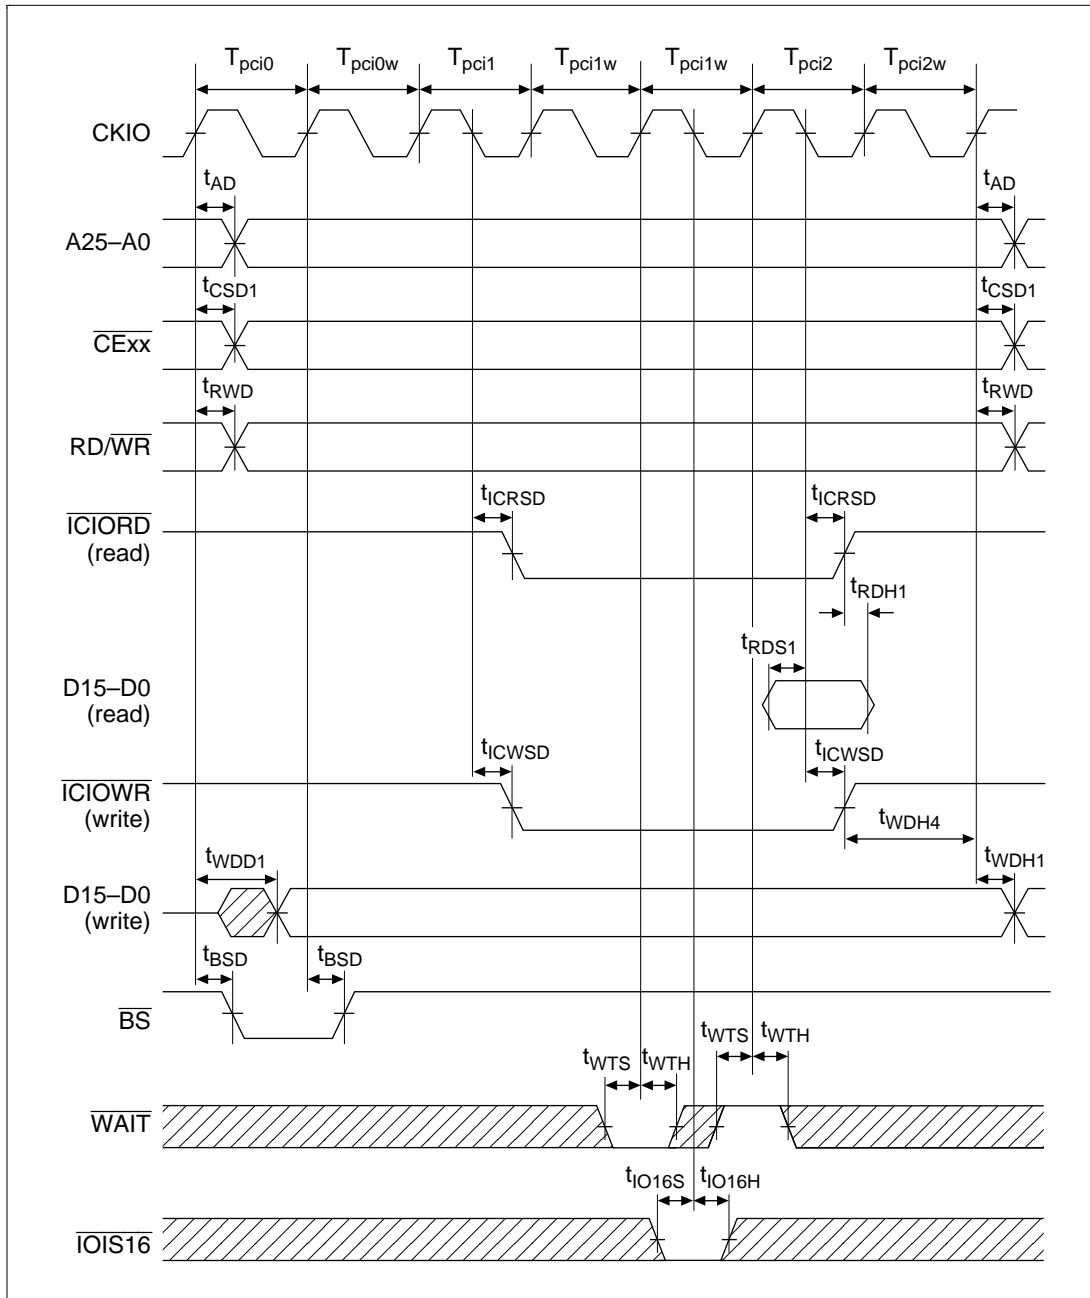 Tpci0 Tpci0w Tpci1 Tpci1w Tpci1w Tpci2 Tpci2w
CKIO
tAD tAD
A25–A0
tCSD1 tCSD1
CExx
tRWD tRWD
RD/WR
tICRSD tICRSD
ICIORD
(read)
tRDH1
tRDS1
D15–D0
(read)
tICWSD tICWSD
ICIOWR
(write)
tWDH4
tWDD1 tWDH1
D15–D0
(write)
tBSD tBSD
BS
tWTS tWTH
tWTS tWTH
WAIT
tIO16S tIO16H
IOIS16